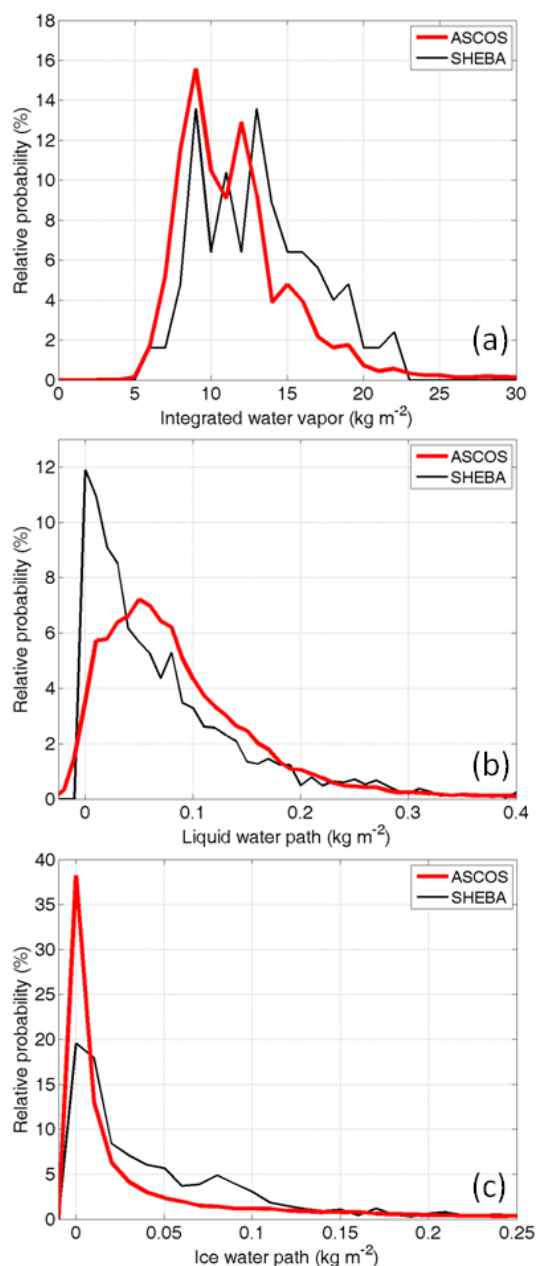 18
16
14
12
10
8
6
4
2
0
Relative probability (%)
ASCOS
SHEBA
(a)
0 5 10 15 20 25 30
Integrated water vapor (kg m-2)
12
10
8
6
4
2
0
Relative probability (%)
ASCOS
SHEBA
(b)
0 0.1 0.2 0.3 0.4
Liquid water path (kg m-2)
40
35
30
25
20
15
10
5
0
Relative probability (%)
ASCOS
SHEBA
(c)
0 0.05 0.1 0.15 0.2 0.25
Ice water path (kg m-2)